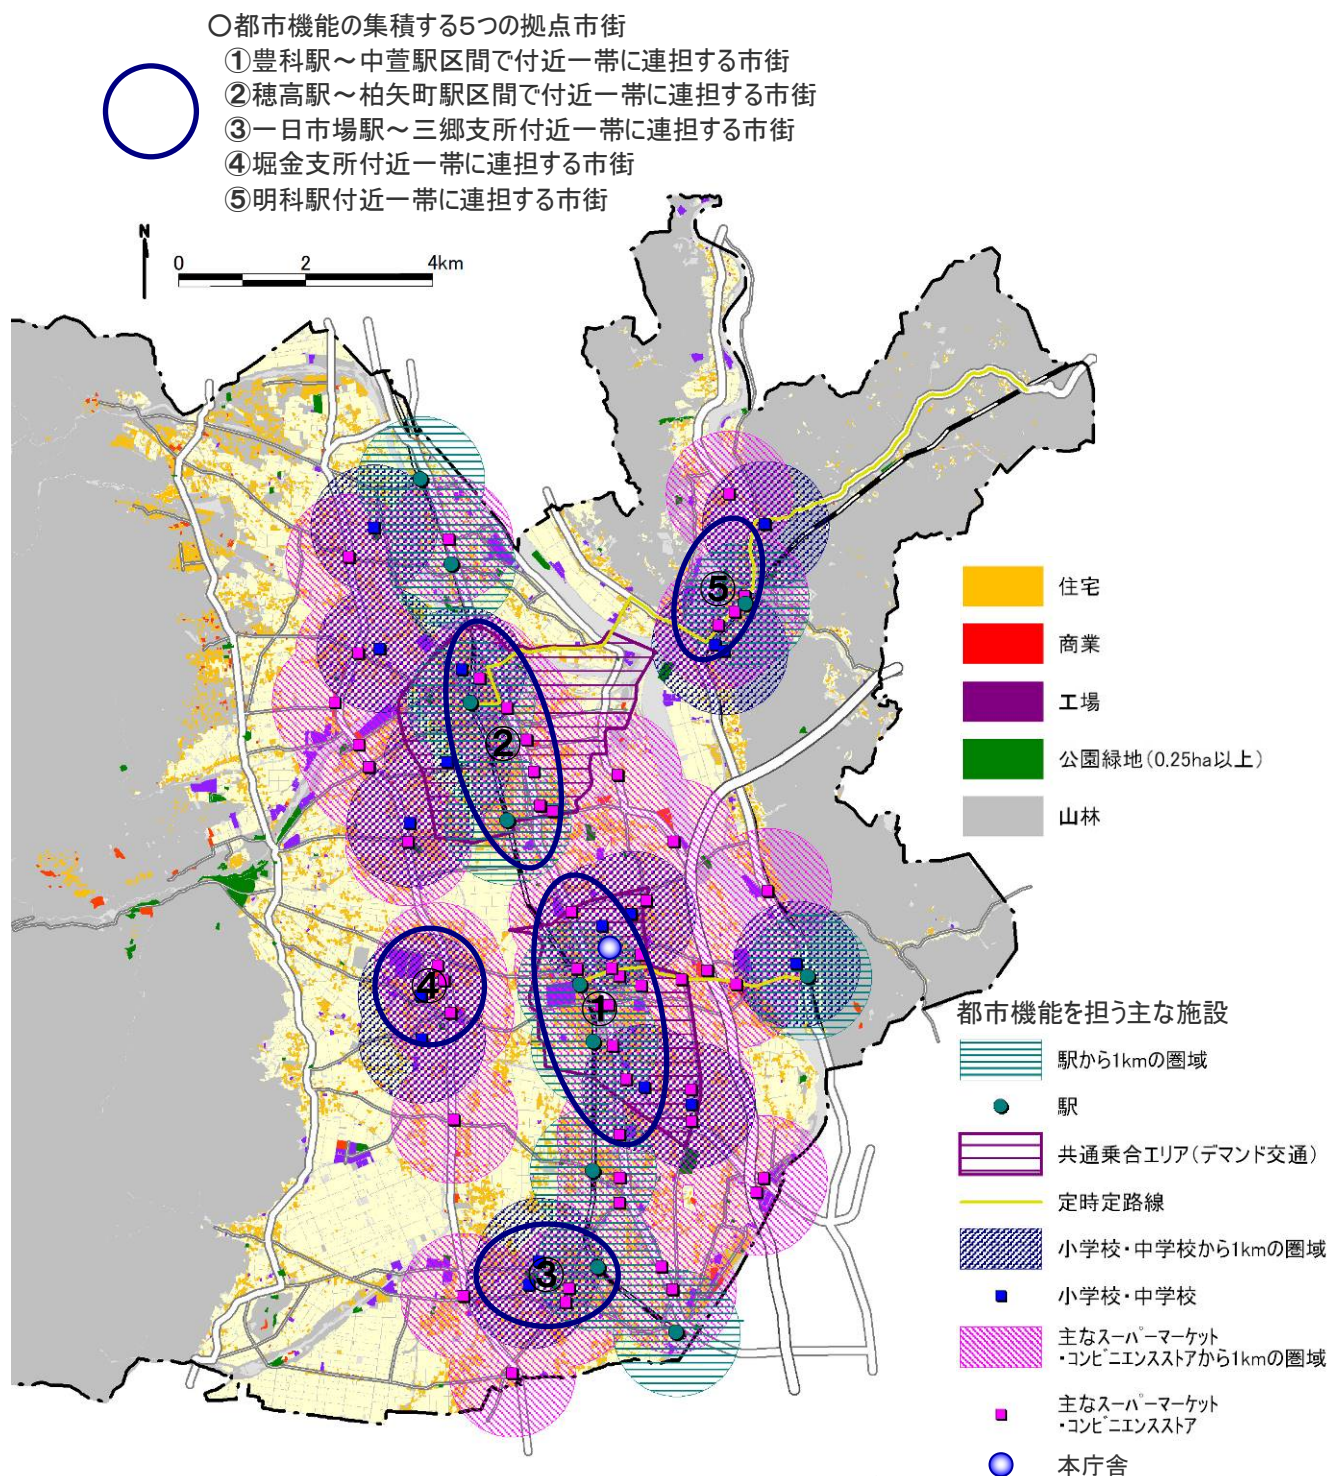 〇都市機能の集積する5つの拠点市街
①豊科駅～中萱駅区間で付近一帯に連担する市街
②穂高駅～柏矢町駅区間で付近一帯に連担する市街
③一日市場駅～三郷支所付近一帯に連担する市街
④堀金支所付近一帯に連担する市街
⑤明科駅付近一帯に連担する市街
N
0 2 4km
⑤
②
④
①
③
住宅
商業
工場
公園緑地(0.25ha以上)
山林
都市機能を担う主な施設
駅から1kmの圏域
駅
共通乗合エリア(デマンド交通)
定時定路線
小学校・中学校から1kmの圏域
小学校・中学校
主なスーパーマーケット
・コンビニエンスストアから1kmの圏域
主なスーパーマーケット
・コンビニエンスストア
本庁舎